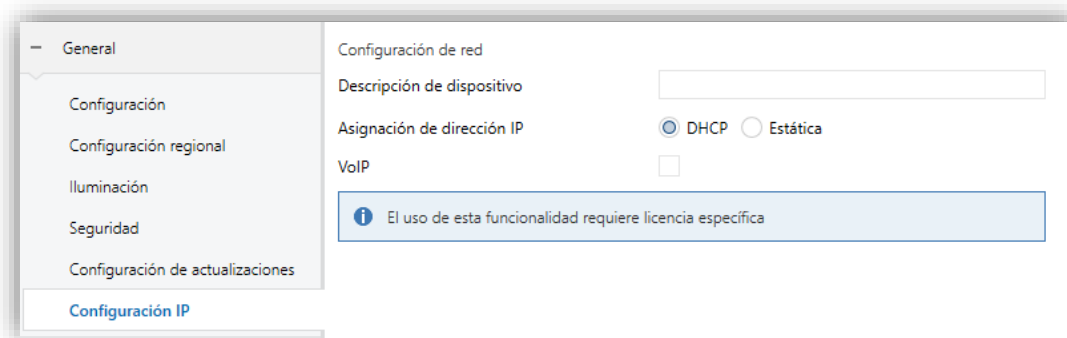 General
Configuración
Configuración regional
Iluminación
Seguridad
Configuración de actualizaciones
Configuración IP
Configuración de red
Descripción de dispositivo
Asignación de dirección IP DHCP Estática
VoIP
El uso de esta funcionalidad requiere licencia específica